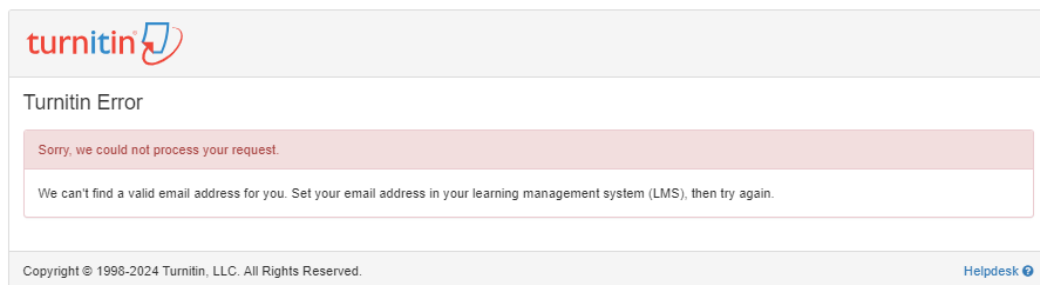 turnitin
Turnitin Error
Sorry, we could not process your request.
We can't find a valid email address for you. Set your email address in your learning management system (LMS), then try again.
Copyright © 1998-2024 Turnitin, LLC. All Rights Reserved.
Helpdesk